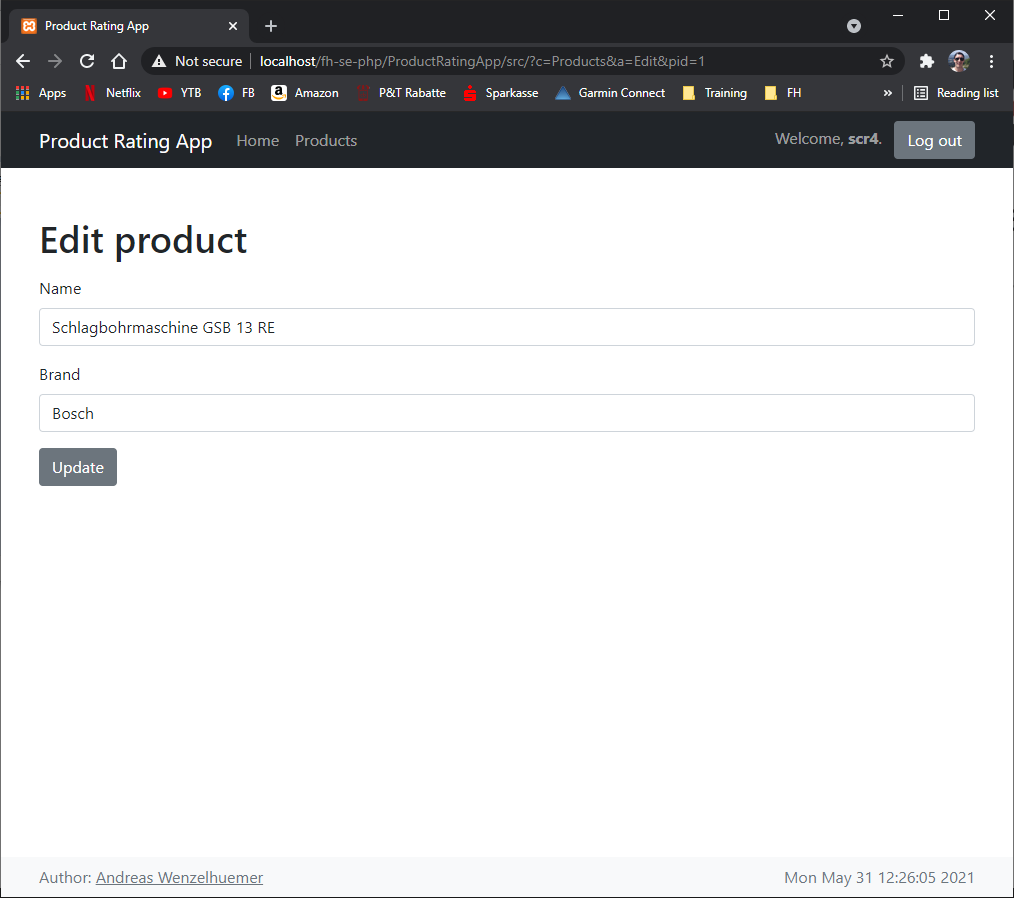 Product Rating App
Not secure localhost/fh-se-php/ProductRatingApp/src/?c=Products&a=Edit&pid=1
Apps Netflix YTB FB Amazon P&T Rabatte Sparkasse Garmin Connect Training FH » Reading list
Product Rating App Home Products Welcome, scr4. Log out
Edit product
Name
Schlagbohrmaschine GSB 13 RE
Brand
Bosch
Update
Author: Andreas Wenzelhuemer Mon May 31 12:26:05 2021